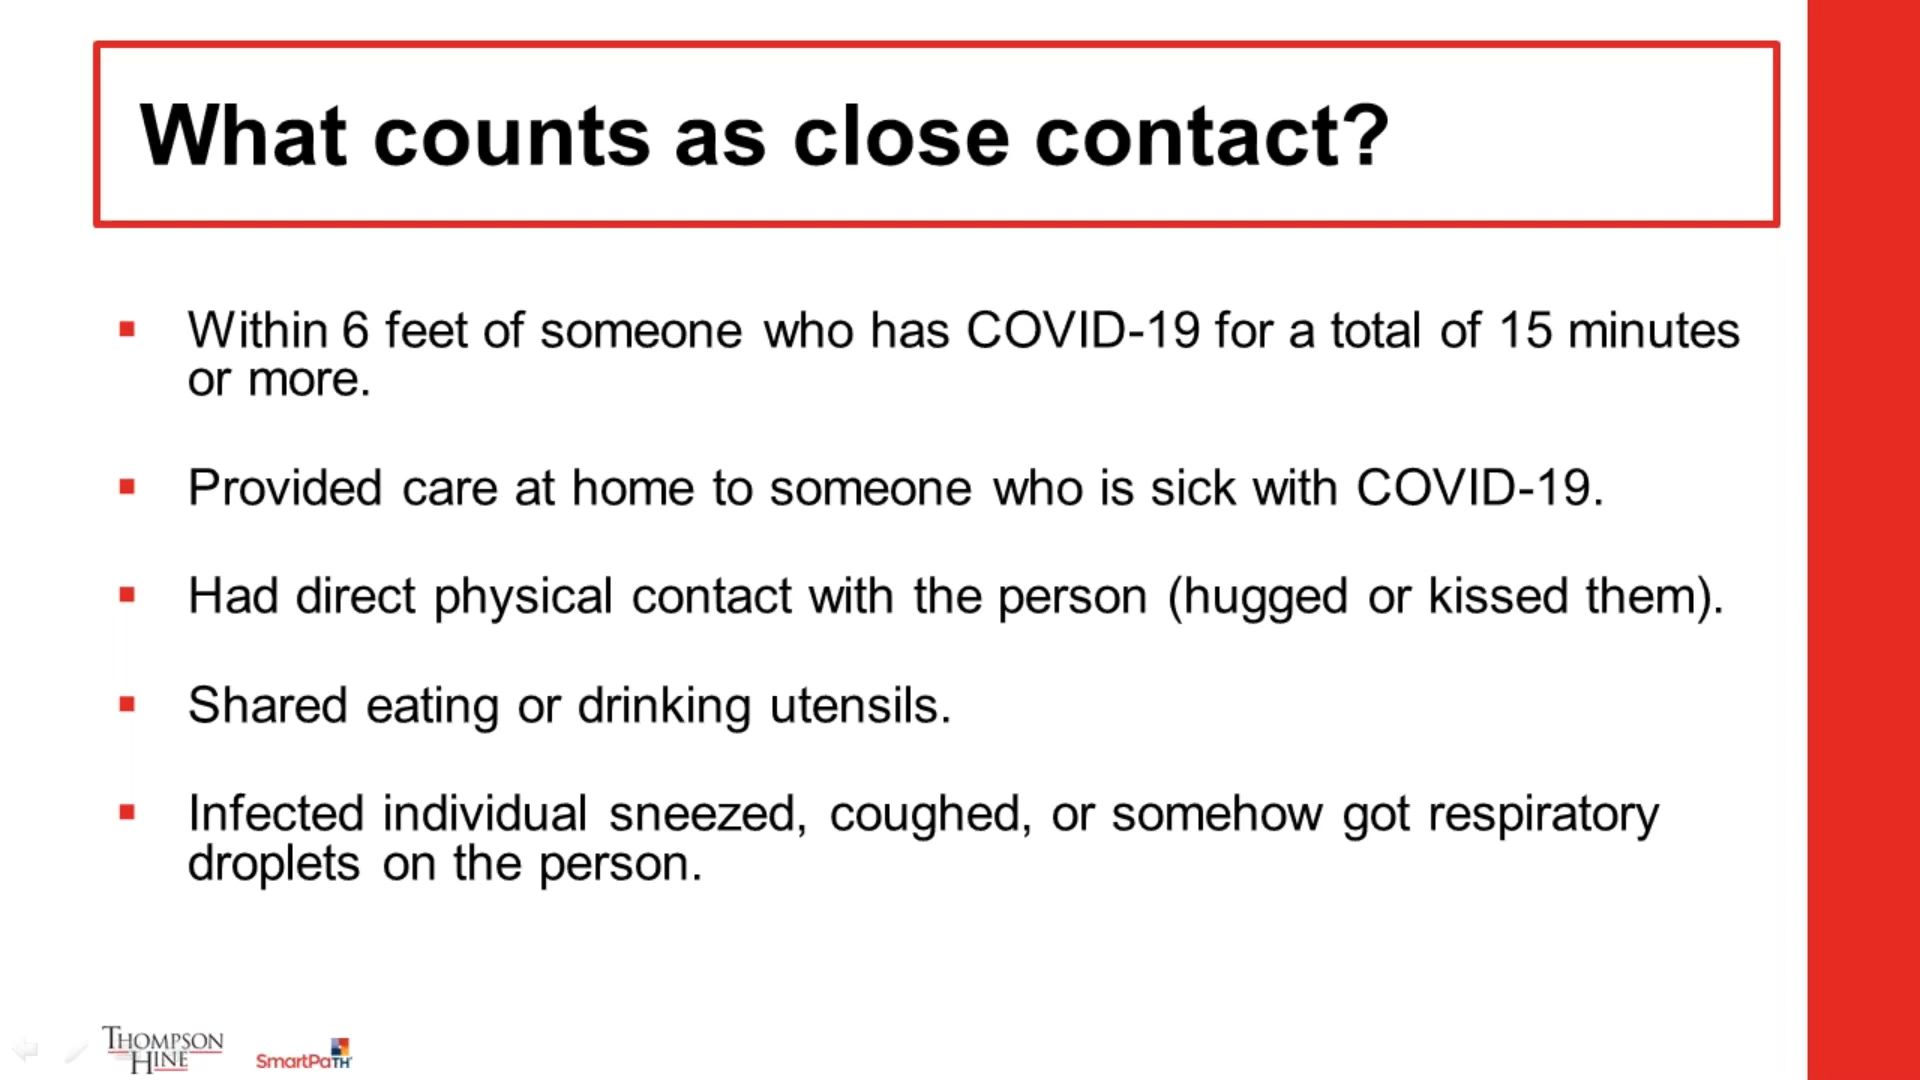 What counts as close contact?
Within 6 feet of someone who has COVID-19 for a total of 15 minutes
or more.
Provided care at home to someone who is sick with COVID-19.
Had direct physical contact with the person (hugged or kissed them).
Shared eating or drinking utensils.
Infected individual sneezed, coughed, or somehow got respiratory
droplets on the person.
THOMPSON
HINE
SmartPaTH